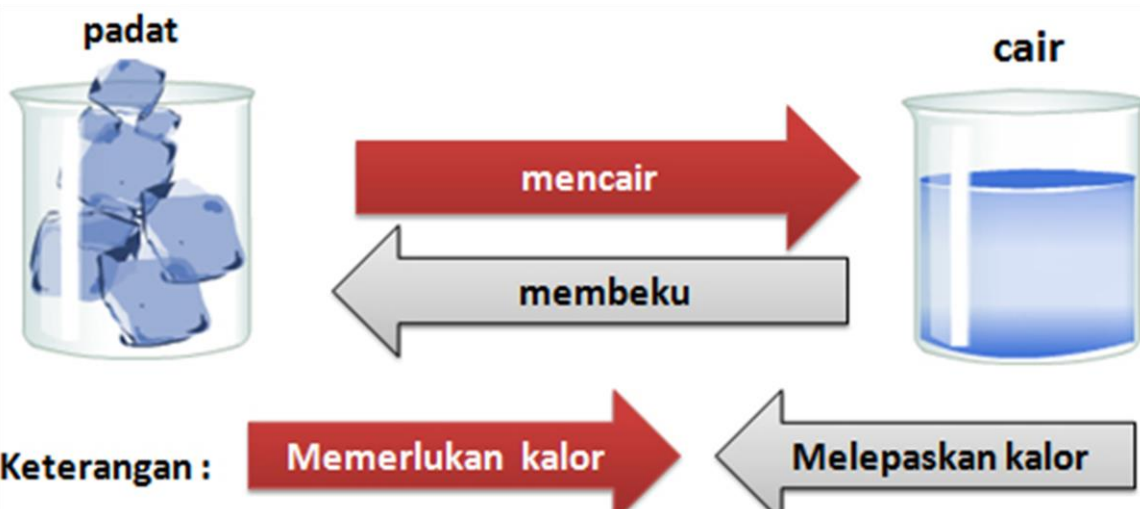 padat
cair
mencair
membeku
Keterangan :
Memerlukan kalor
Melepaskan kalor